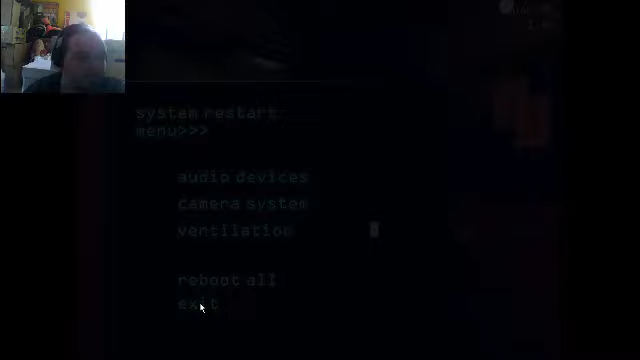 system restart
menu>>>
audio devices
camera system
ventilation
reboot all
exit